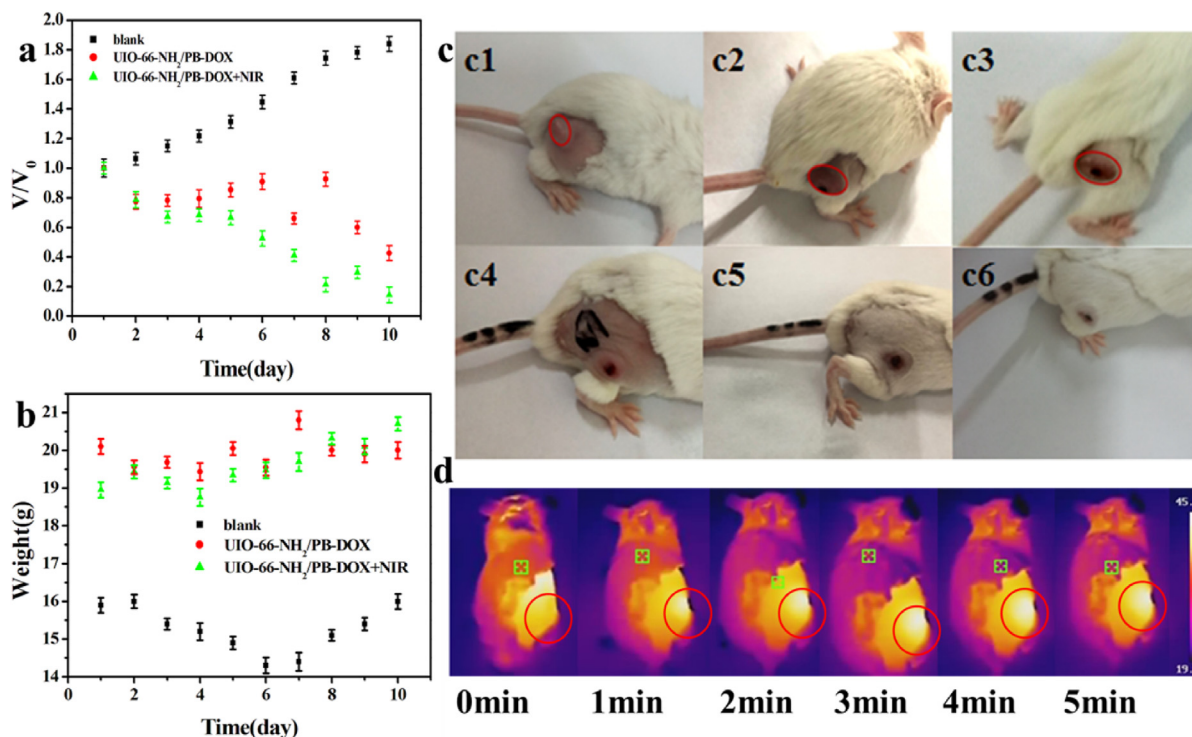 a
2.0
1.8
1.6
1.4
1.2
1.0
0.8
0.6
0.4
0.2
0.0
V/V₀
blank
UIO-66-NH₂/PB-DOX
UIO-66-NH₂/PB-DOX+NIR
0 2 4 6 8 10
Time(day)
b
21
20
19
18
17
16
15
14
Weight(g)
blank
UIO-66-NH₂/PB-DOX
UIO-66-NH₂/PB-DOX+NIR
0 2 4 6 8 10
Time(day)
c
c1 c2 c3
c4 c5 c6
d
45
19.
0min 1min 2min 3min 4min 5min